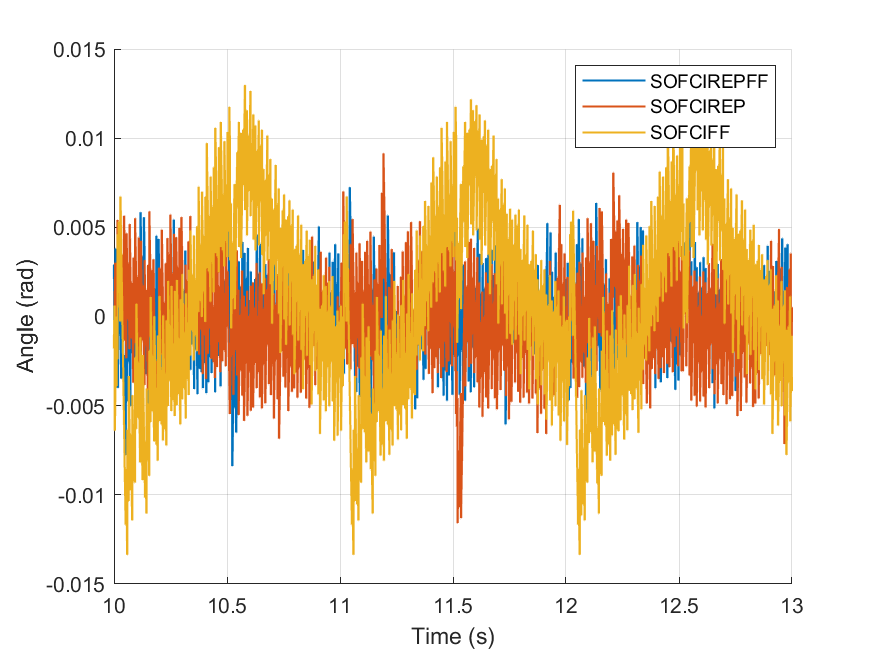 0.015
0.01
0.005
0
-0.005
-0.01
-0.015
Angle (rad)
SOFCIREPFF
SOFCIREP
SOFCIFF
10
10.5
11
11.5
12
12.5
13
Time (s)